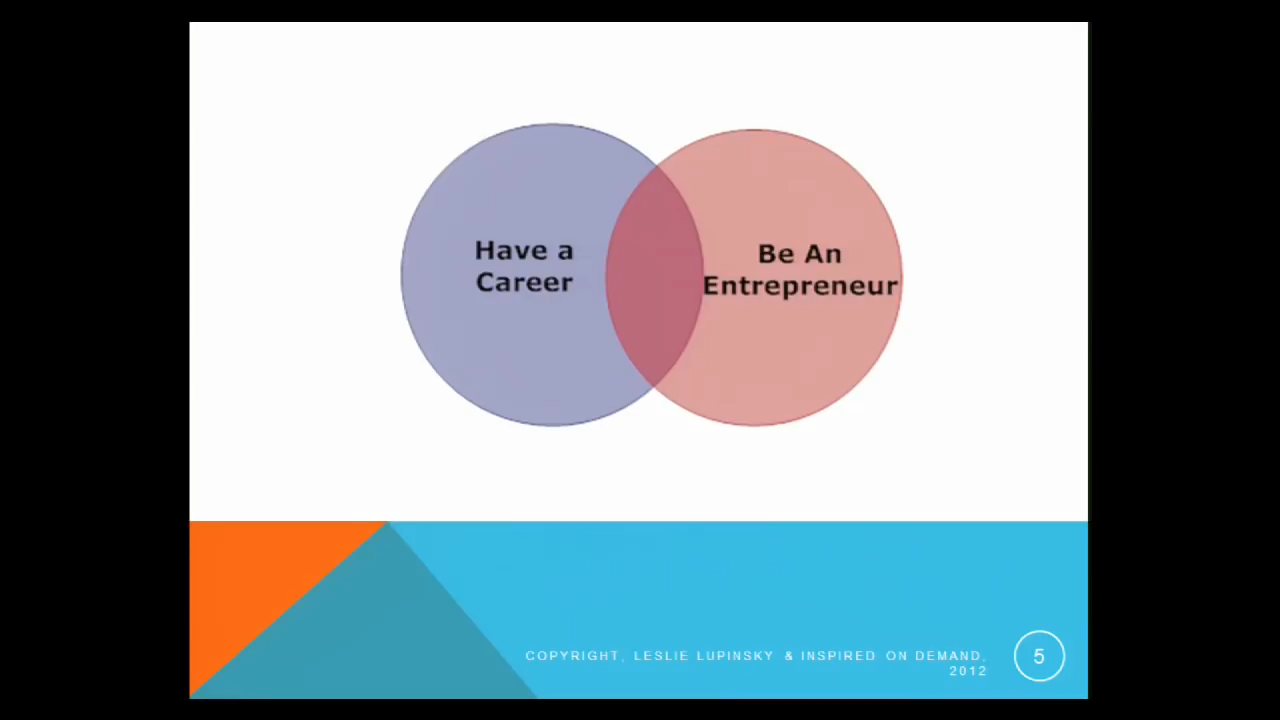 Have a
Career
Be An
Entrepreneur
COPYRIGHT, LESLIE LUPINSKY & INSPIRED ON DEMAND,
2012
5